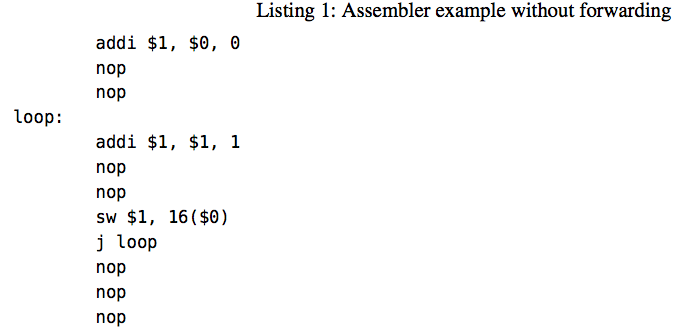 Listing 1: Assembler example without forwarding
addi $1, $0, 0
nop
nop
loop:
addi $1, $1, 1
nop
nop
sw $1, 16($0)
j loop
nop
nop
nop